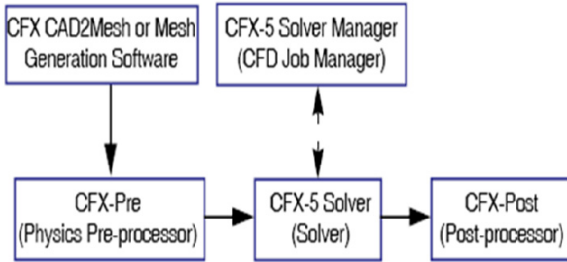 CFX CAD2Mesh or Mesh
Generation Software
CFX-5 Solver Manager
(CFD Job Manager)
CFX-Pre
(Physics Pre-processor)
CFX-5 Solver
(Solver)
CFX-Post
(Post-processor)